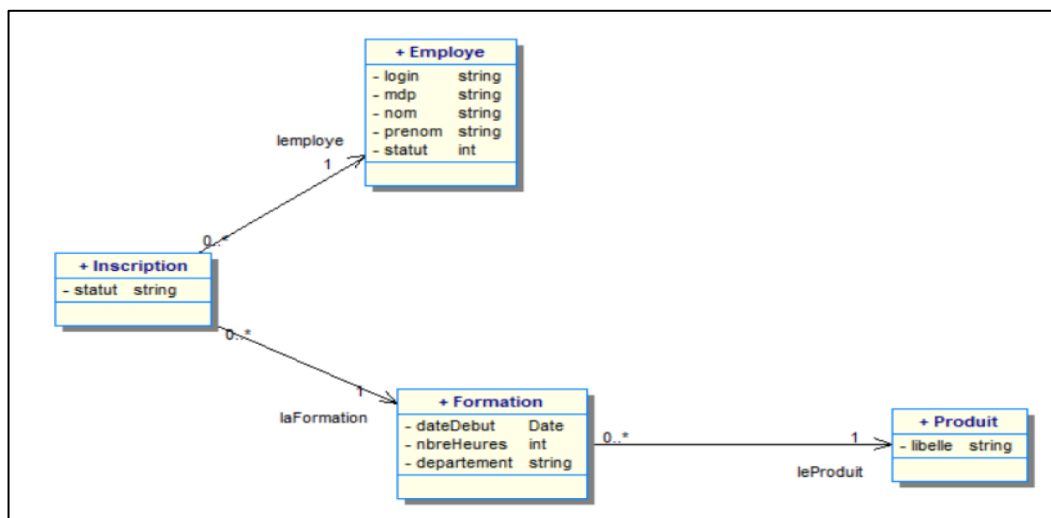 + Employe
- login string
- mdp string
- nom string
- prenom string
- statut int
lemploye
1
0..*
+ Inscription
- statut string
0..*
1
laFormation
+ Formation
- dateDebut Date
- nbreHeures int
- departement string
0..*
1
leProduit
+ Produit
- libelle string